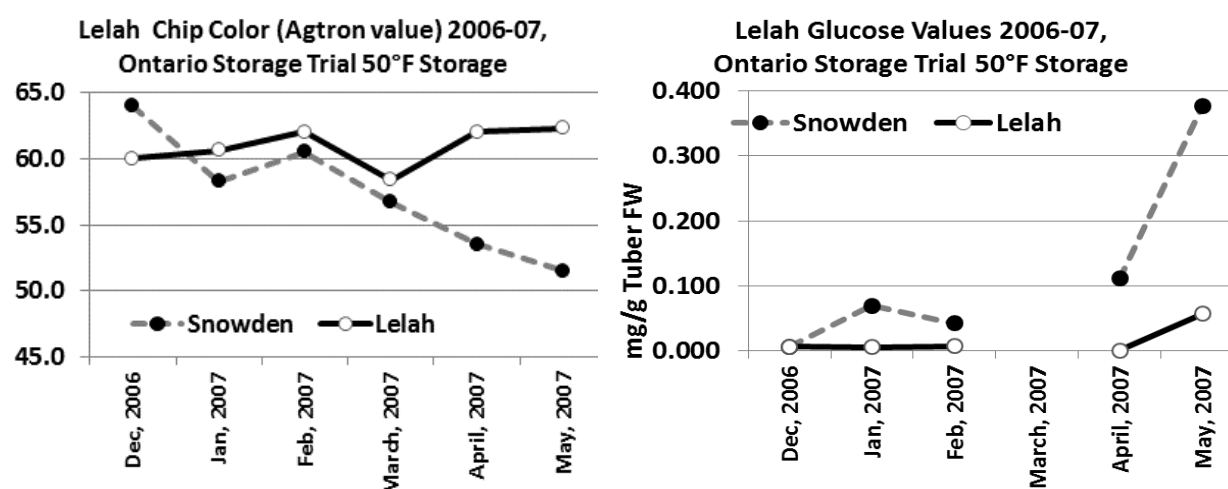 Lelah Chip Color (Agtron value) 2006-07,
Ontario Storage Trial 50°F Storage
65.0
60.0
55.0
50.0
45.0
Snowden
Lelah
Dec, 2006
Jan, 2007
Feb, 2007
March, 2007
April, 2007
May, 2007
Lelah Glucose Values 2006-07,
Ontario Storage Trial 50°F Storage
mg/g Tuber FW
0.400
0.300
0.200
0.100
0.000
Snowden
Lelah
Dec, 2006
Jan, 2007
Feb, 2007
March, 2007
April, 2007
May, 2007